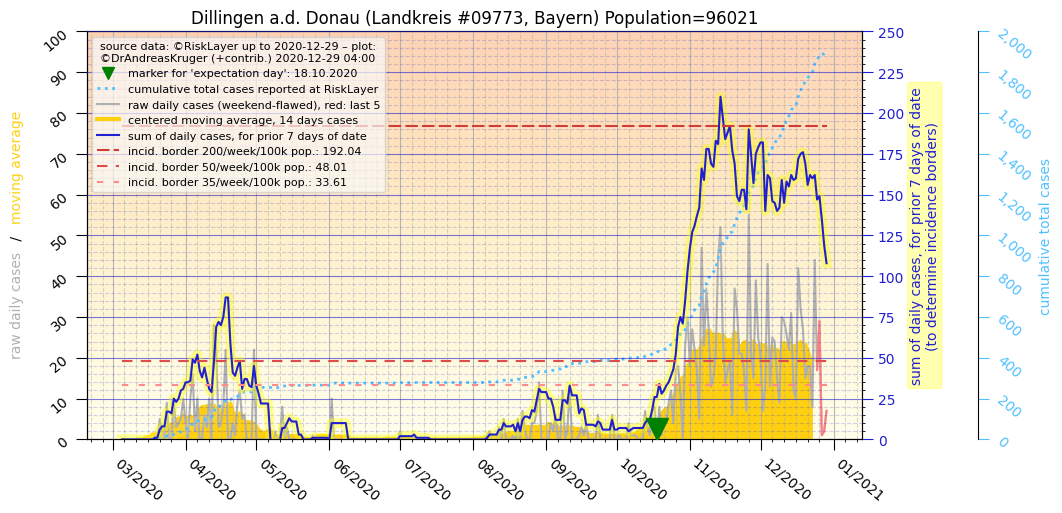 Dillingen a.d. Donau (Landkreis #09773, Bayern) Population=96021
source data: ©RiskLayer up to 2020-12-29 – plot:
©DrAndreasKruger (+contrib.) 2020-12-29 04:00
marker for 'expectation day': 18.10.2020
cumulative total cases reported at RiskLayer
raw daily cases (weekend-flawed), red: last 5
centered moving average, 14 days cases
sum of daily cases, for prior 7 days of date
incid. border 200/week/100k pop.: 192.04
incid. border 50/week/100k pop.: 48.01
incid. border 35/week/100k pop.: 33.61
raw daily cases / moving average
100
90
80
70
60
50
40
30
20
10
0
03/2020
04/2020
05/2020
06/2020
07/2020
08/2020
09/2020
10/2020
11/2020
12/2020
01/2021
250
225
200
175
150
125
100
75
50
25
0
sum of daily cases, for prior 7 days of date
(to determine incidence borders)
2,000
1,800
1,600
1,400
1,200
1,000
800
600
400
200
0
cumulative total cases